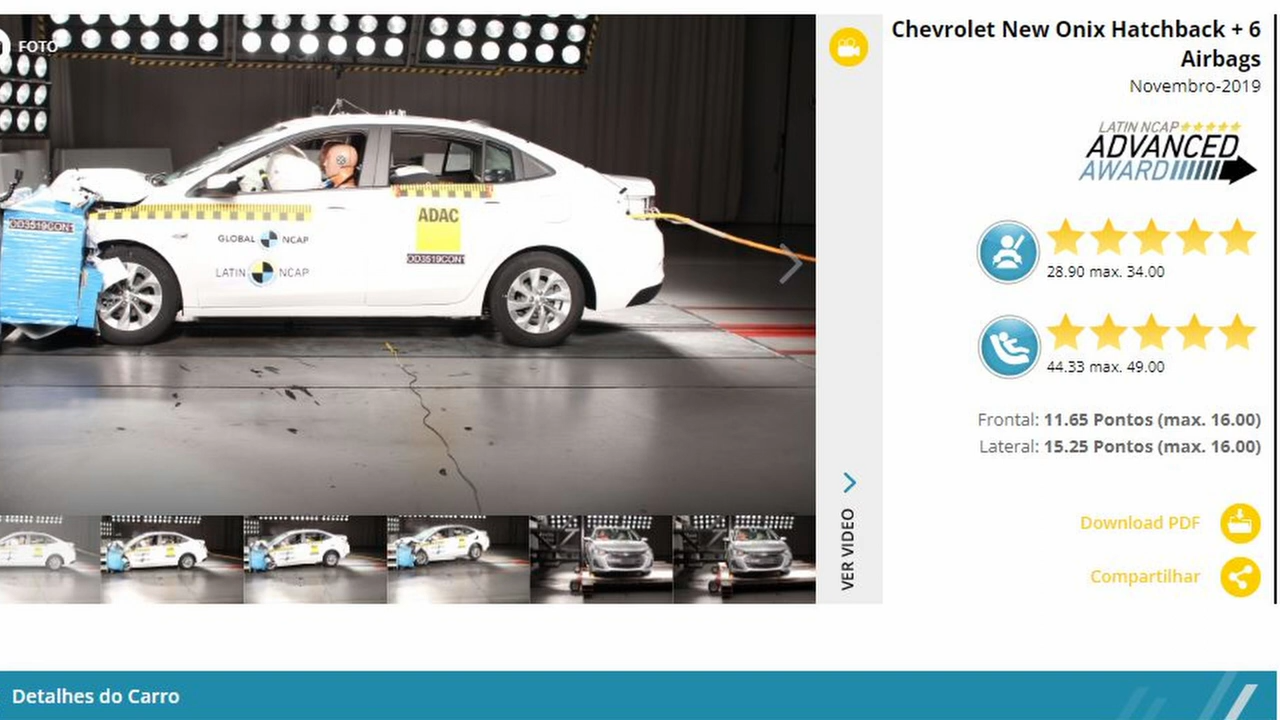 FOTO
GLOBAL NCAP
LATIN NCAP
ADAC
OD3519CON1
OD3519CON1
VER VIDEO
Chevrolet New Onix Hatchback + 6
Airbags
Novembro-2019
LATIN NCAP
ADVANCED
AWARD
28.90 max. 34.00
44.33 max. 49.00
Frontal: 11.65 Pontos (max. 16.00)
Lateral: 15.25 Pontos (max. 16.00)
Download PDF
Compartilhar
Detalhes do Carro